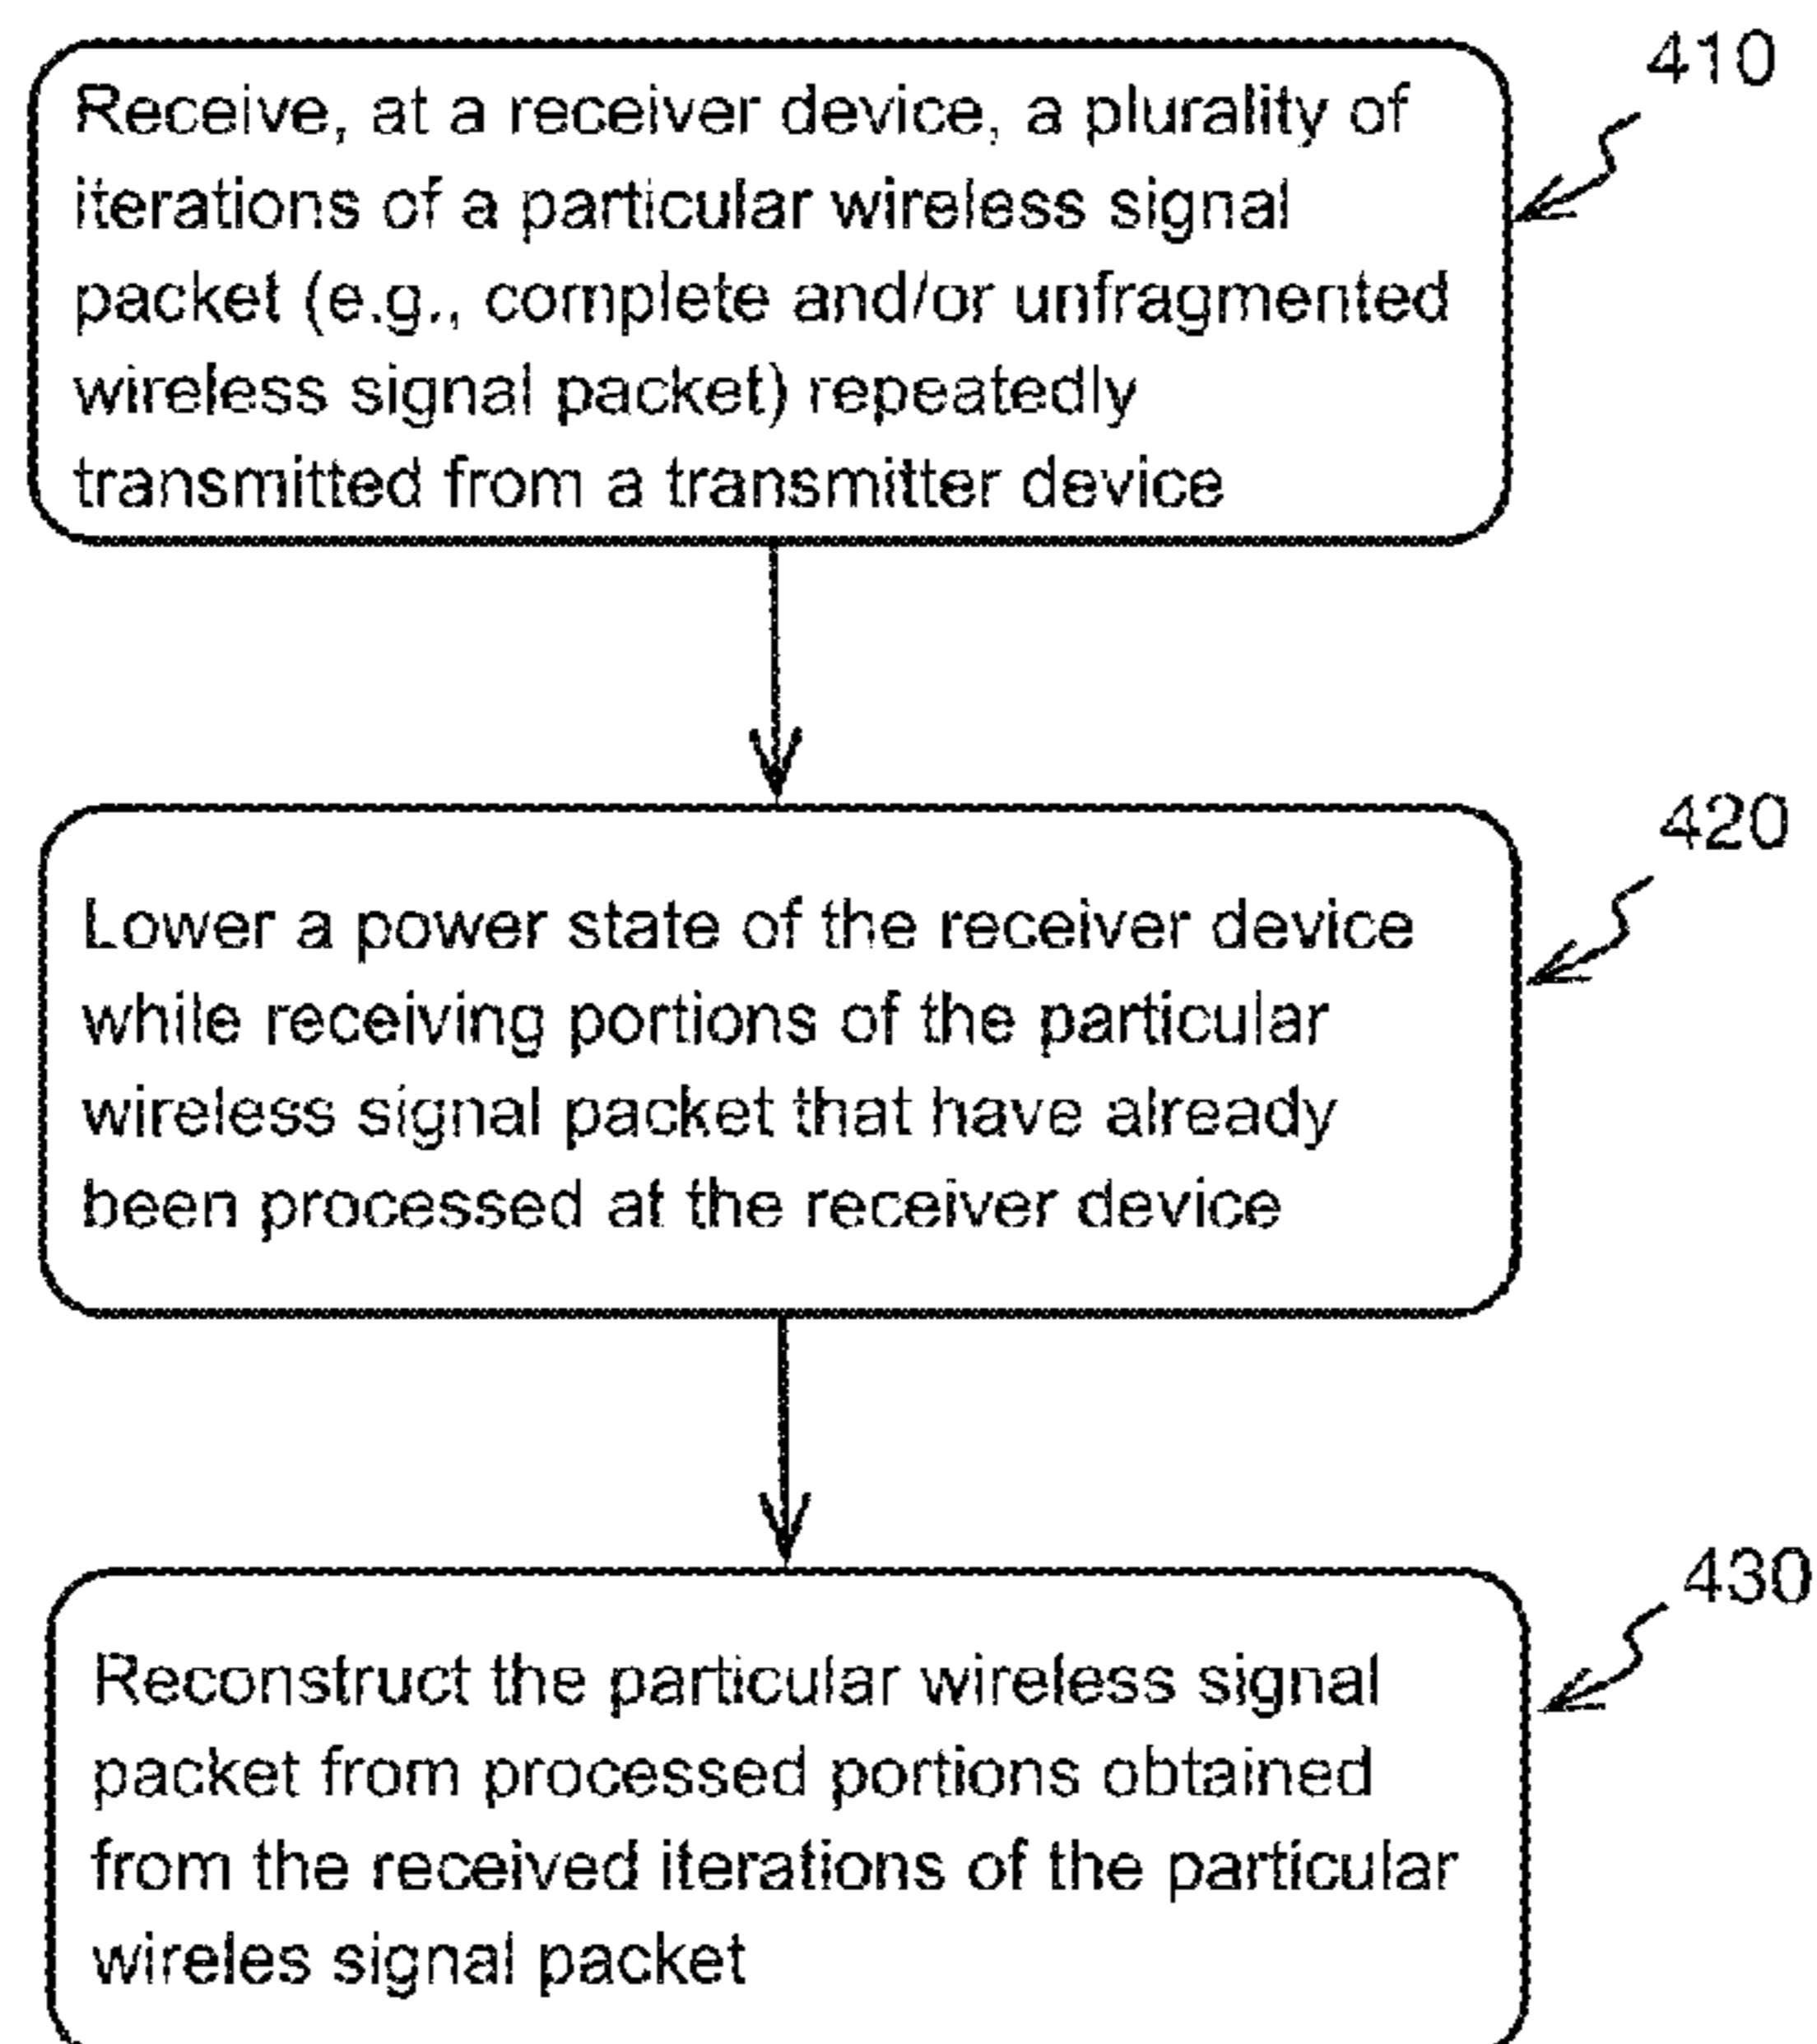 410
Receive, at a receiver device, a plurality of
iterations of a particular wireless signal
packet (e.g., complete and/or unfragmented
wireless signal packet) repeatedly
transmitted from a transmitter device
420
Lower a power state of the receiver device
while receiving portions of the particular
wireless signal packet that have already
been processed at the receiver device
430
Reconstruct the particular wireless signal
packet from processed portions obtained
from the received iterations of the particular
wireles signal packet